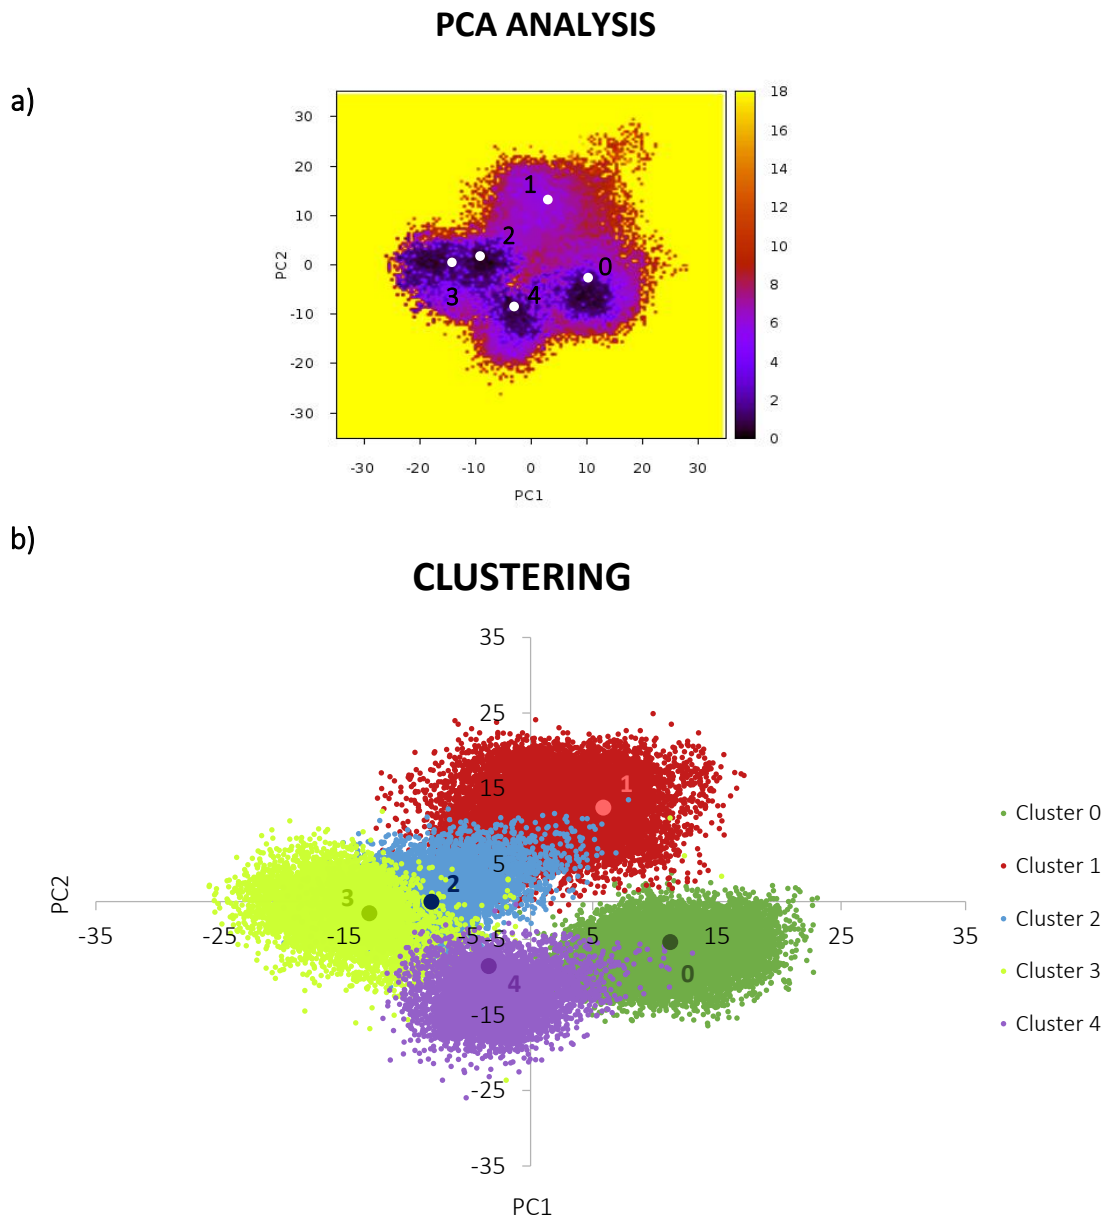 PCA ANALYSIS
a)
30
20
10
0
-10
-20
-30
PC2
1
2
0
3
4
18
16
14
12
10
8
6
4
2
0
-30 -20 -10 0 10 20 30
PC1
b)
CLUSTERING
35
25
15
5
-5
-15
-25
-35
PC2
-35 -25 -15 -5 5 15 25 35
1
2
3
0
4
Cluster 0
Cluster 1
Cluster 2
Cluster 3
Cluster 4
PC1